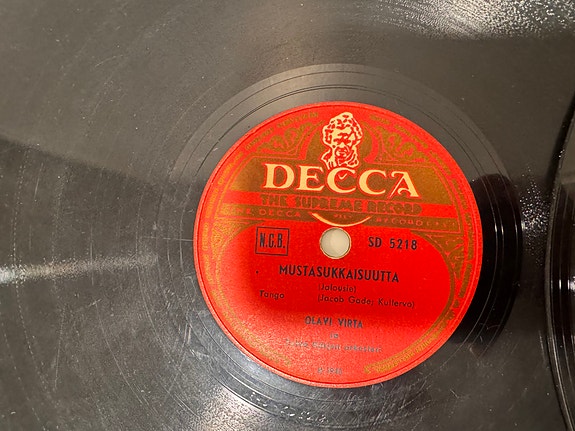 DECCA
THE SUPREME RECORD
N.C.B.
SD 5218
MUSTASUKKAISUUTTA
(Jalousie)
Tango (Jacob Gade, Kullervo)
OLAVI VIRTA